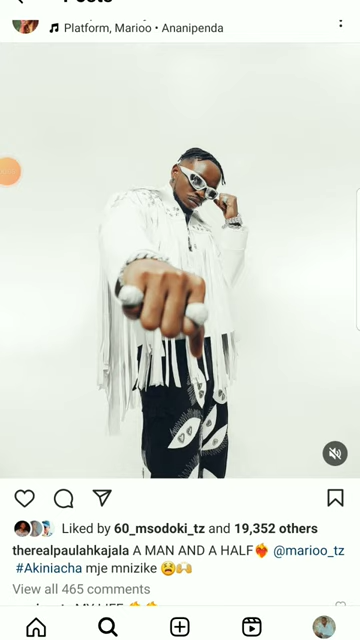 Platform, Marioo • Ananipenda
Liked by 60_msodoki_tz and 19,352 others
therealpaulahkajala A MAN AND A HALF❤️‍🔥 @marioo_tz
#Akiniacha mje mnizike 😫🙌
View all 465 comments